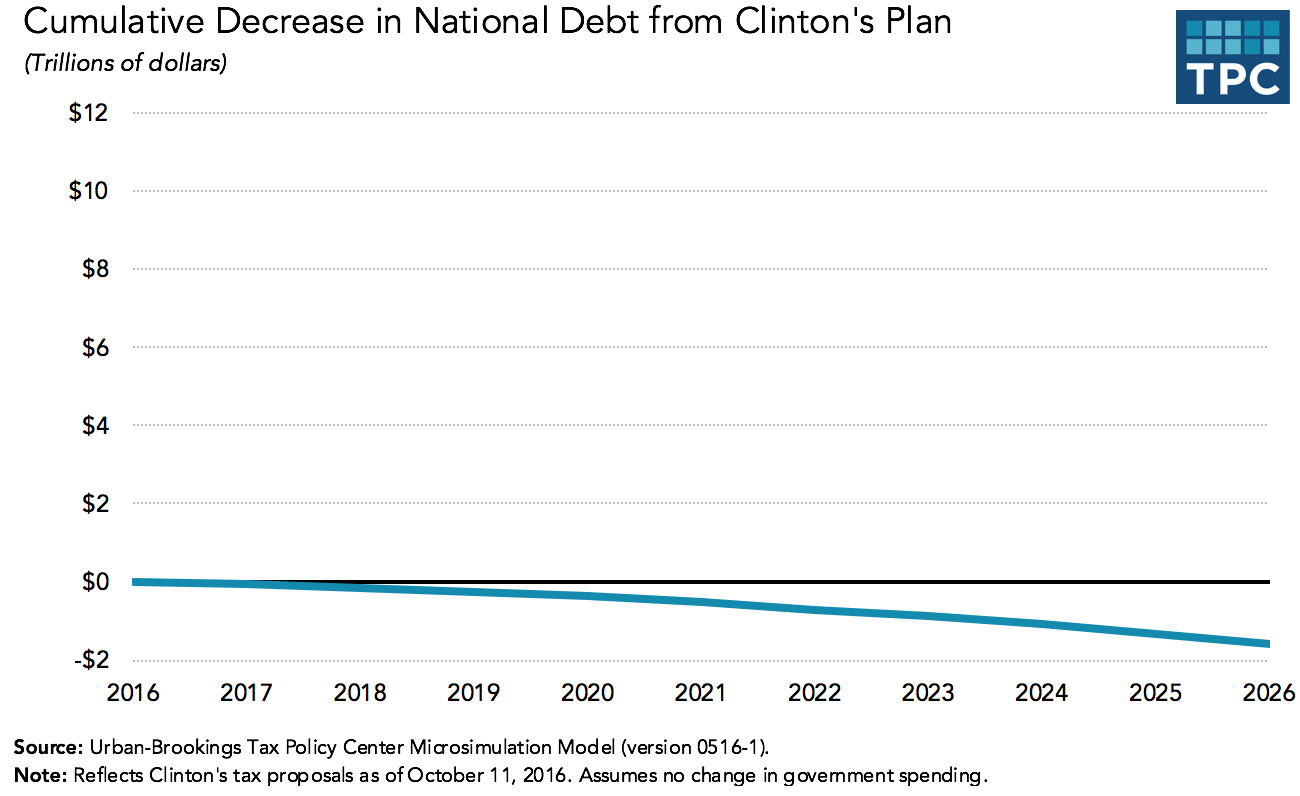 Cumulative Decrease in National Debt from Clinton's Plan
(Trillions of dollars)
TPC
$12
$10
$8
$6
$4
$2
$0
-$2
2016 2017 2018 2019 2020 2021 2022 2023 2024 2025 2026
Source: Urban-Brookings Tax Policy Center Microsimulation Model (version 0516-1).
Note: Reflects Clinton's tax proposals as of October 11, 2016. Assumes no change in government spending.